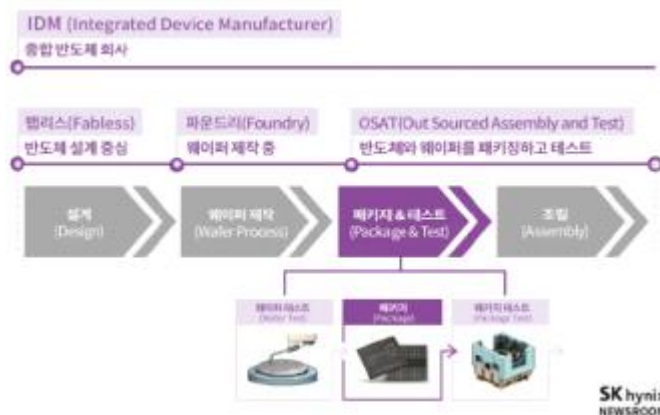 IDM (Integrated Device Manufacturer)
종합 반도체 회사
팹리스(Fabless)
반도체 설계 중심
파운드리(Foundry)
웨이퍼 제작 중
OSAT(Out Sourced Assembly and Test)
반도체와 웨이퍼를 패키징하고 테스트
설계
(Design)
웨이퍼 제작
(Wafer Process)
패키지 & 테스트
(Package & Test)
조립
(Assembly)
웨이퍼 테스트
(Wafer Test)
패키지
(Package)
패키지 테스트
(Package Test)
SK hynix
NEWSROOM